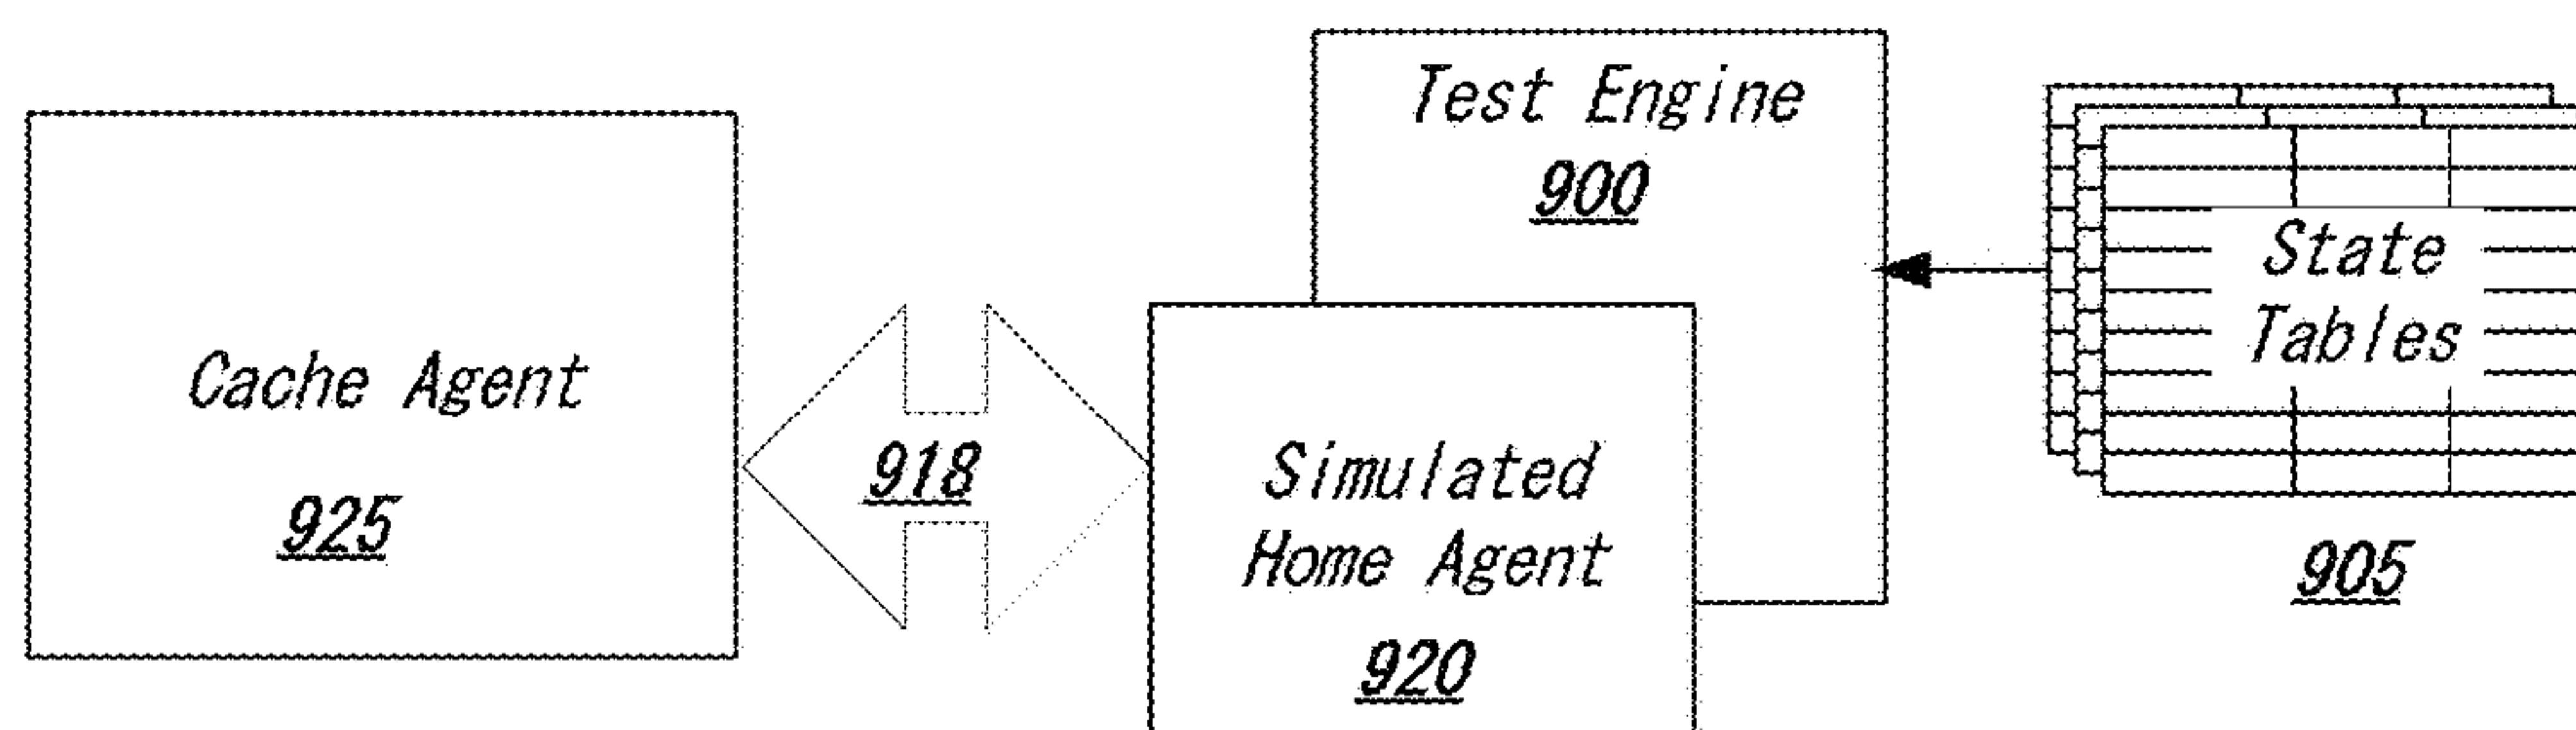 Cache Agent
925
918
Test Engine
900
Simulated
Home Agent
920
State
Tables
905